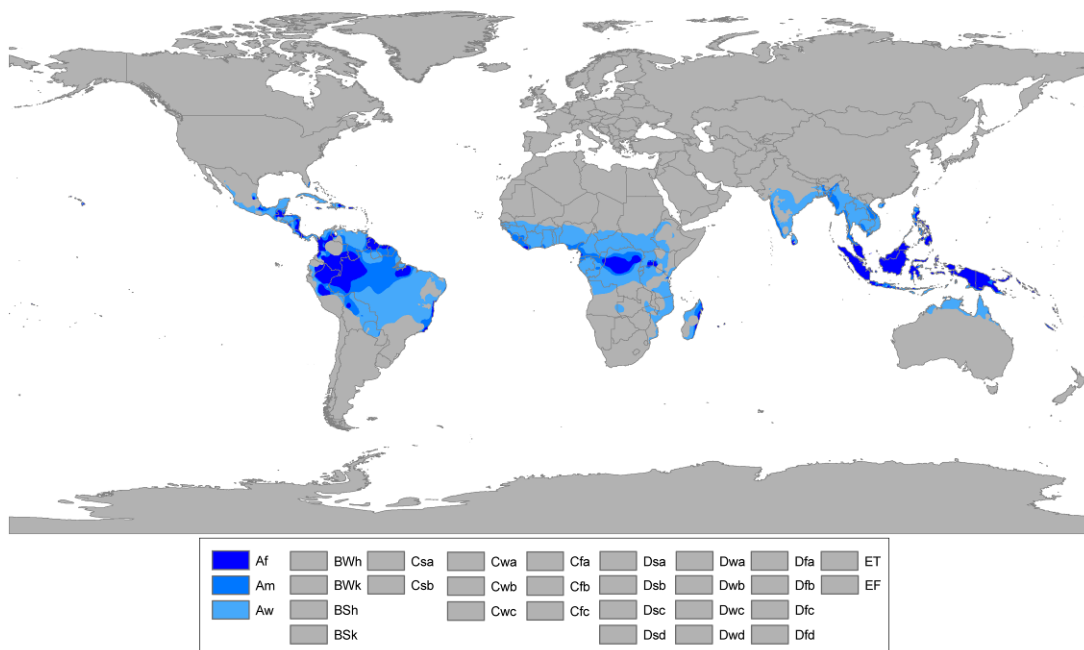 Af BWh Csa Cwa Cfa Dsa Dwa Dfa ET
Am BWk Csb Cwb Cfb Dsb Dwb Dfb EF
Aw BSh Cwc Cfc Dsc Dwc Dfc
BSk Dsd Dwd Dfd